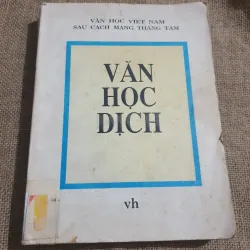 VĂN HỌC VIỆT NAM
SAU CÁCH MẠNG THÁNG TÁM
VĂN
HỌC
DỊCH
vh